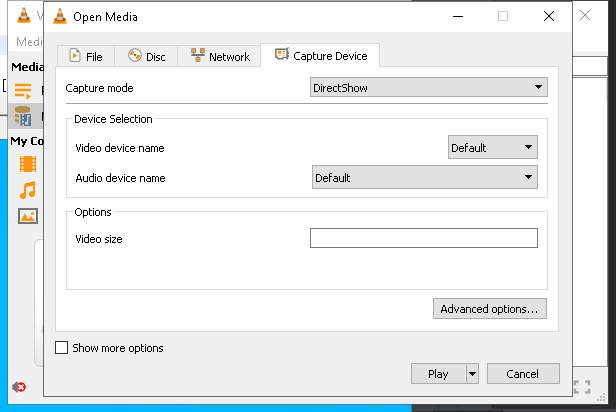 Open Media
Medi
File
Disc
Network
Capture Device
Media
Capture mode
DirectShow
Device Selection
Video device name
Default
My Co
Audio device name
Default
Options
Video size
Advanced options...
Show more options
Play
Cancel